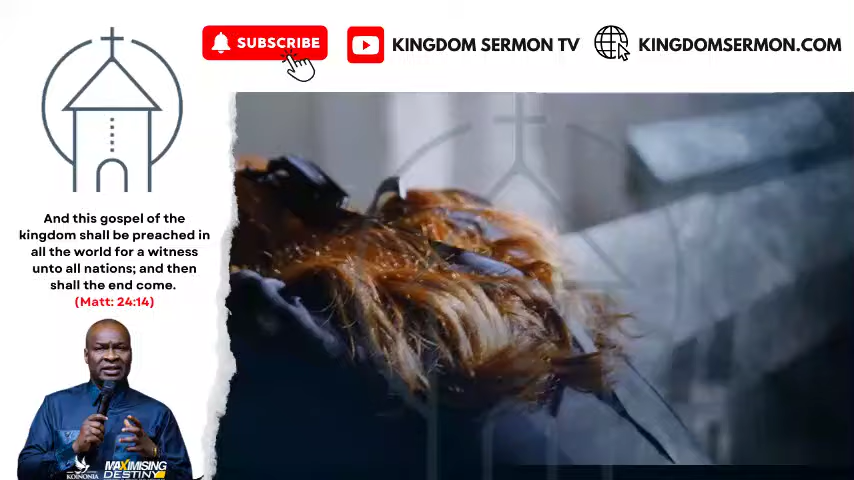 SUBSCRIBE
KINGDOM SERMON TV
KINGDOMSERMON.COM
And this gospel of the
kingdom shall be preached in
all the world for a witness
unto all nations; and then
shall the end come.
(Matt: 24:14)
KOINONIA
MAXIMISING
DESTINY